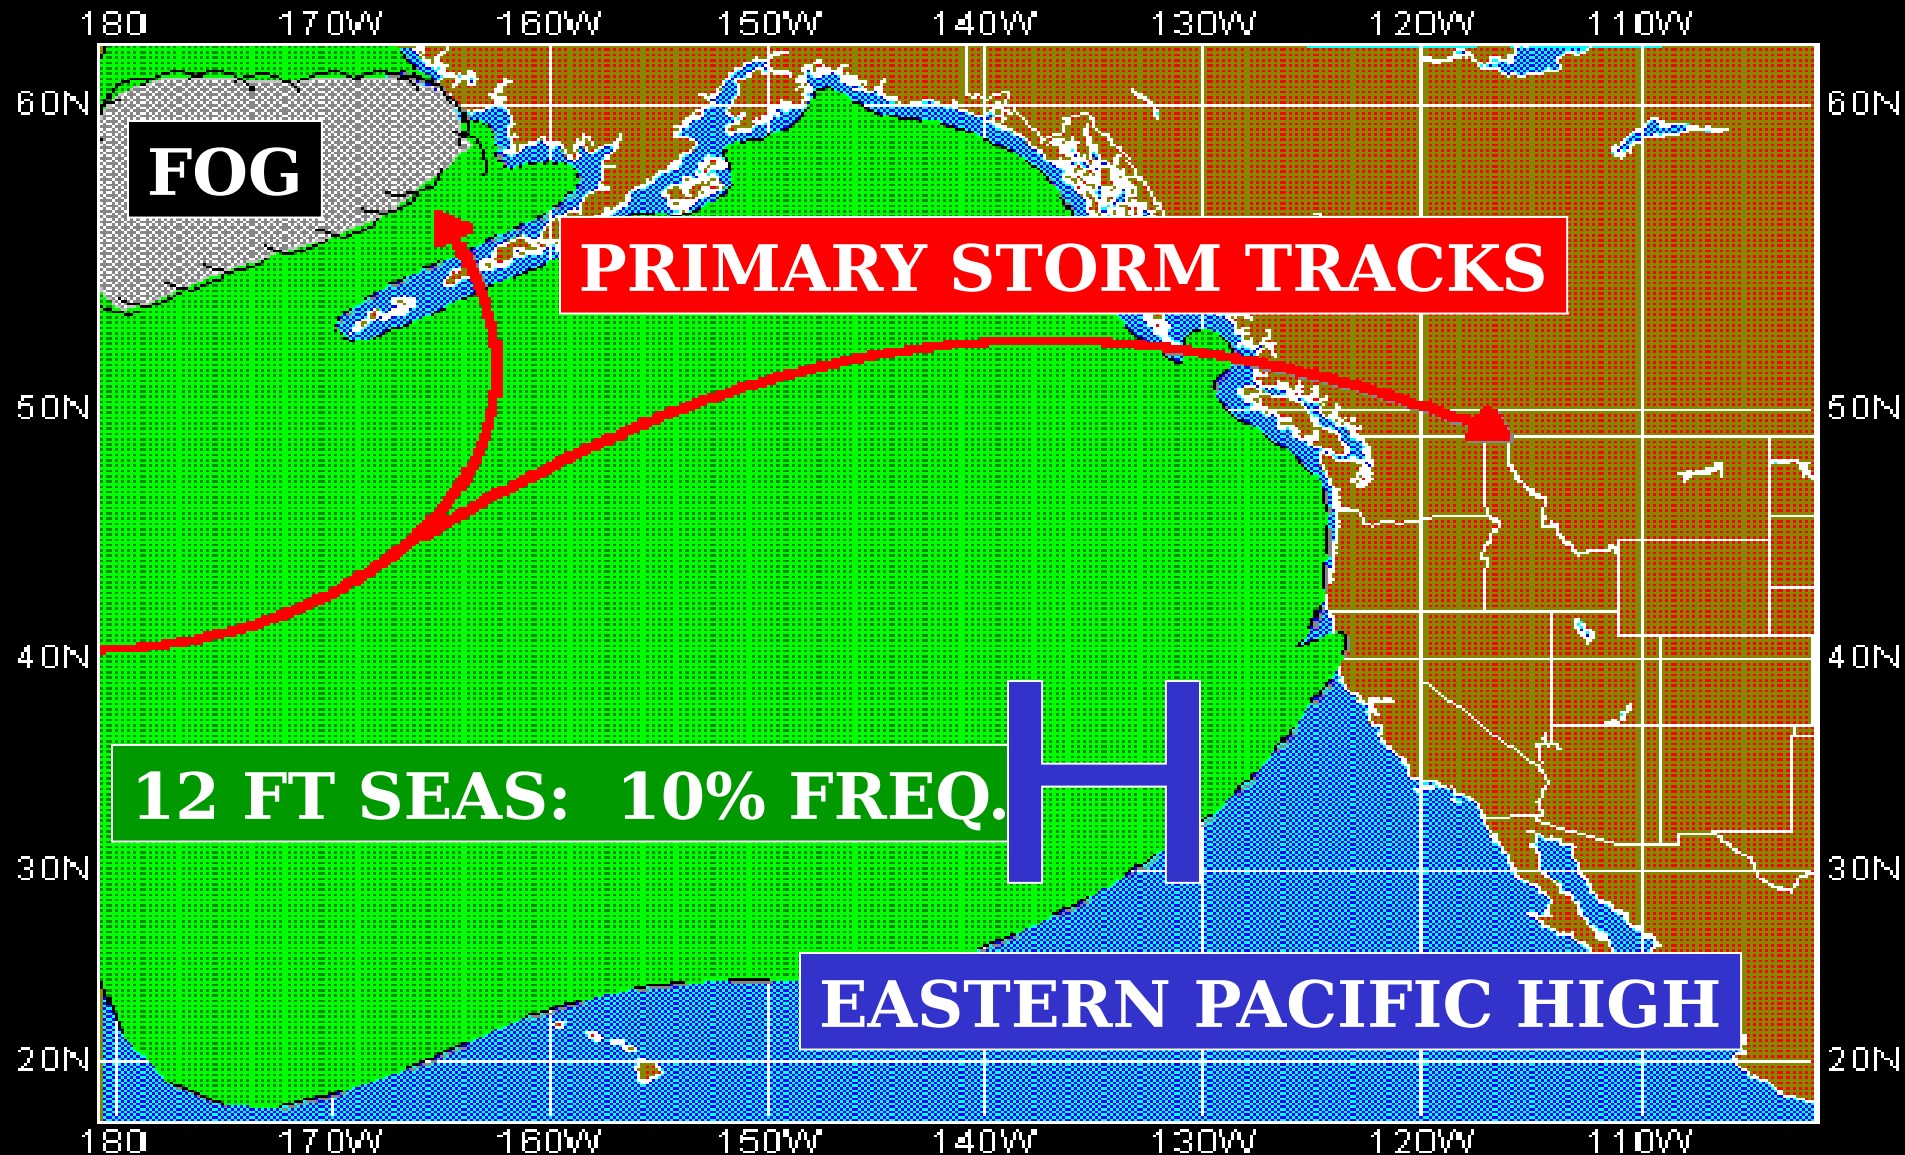 180 170W 160W 150W 140W 130W 120W 110W
60N 60N
FOG
PRIMARY STORM TRACKS
50N 50N
40N 40N
12 FT SEAS: 10% FREQ.
H
30N 30N
EASTERN PACIFIC HIGH
20N 20N
180 170W 160W 150W 140W 130W 120W 110W